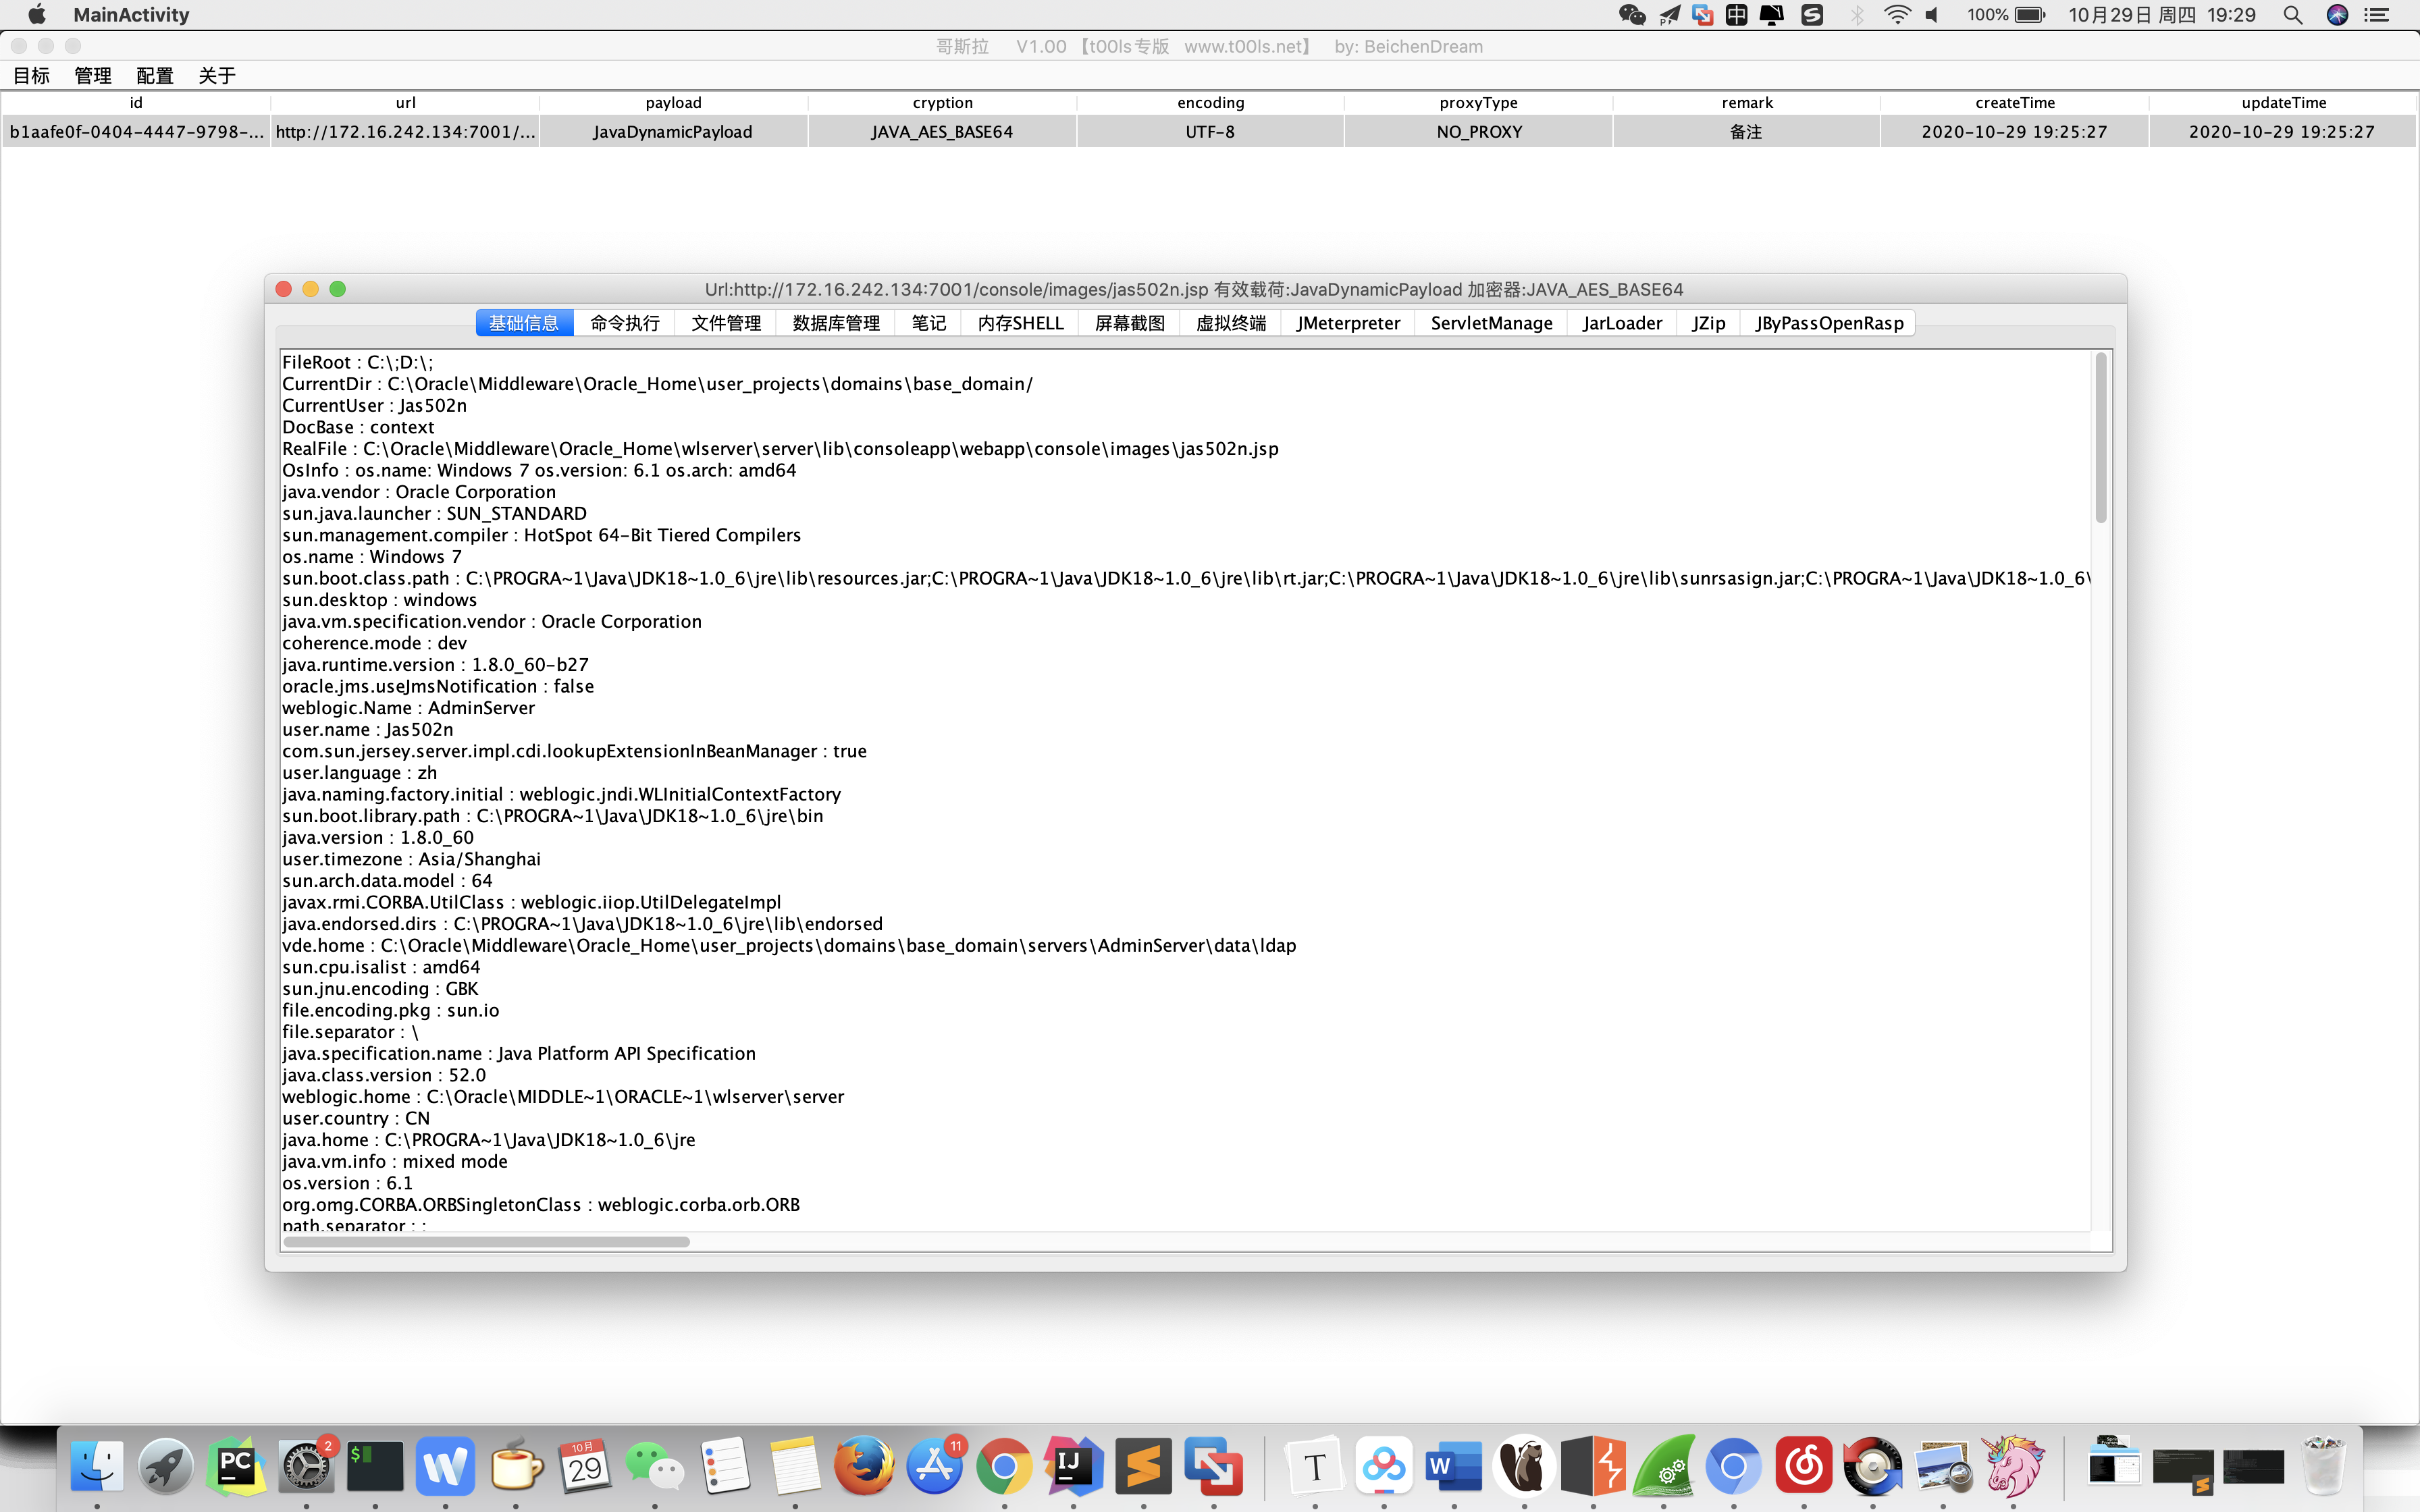 MainActivity
100%
10月29日 周四 19:29
哥斯拉 V1.00 【t00ls专版 www.t00ls.net】 by: BeichenDream
目标 管理 配置 关于
id url payload cryption encoding proxyType remark createTime updateTime
b1aafe0f-0404-4447-9798-... http://172.16.242.134:7001/... JavaDynamicPayload JAVA_AES_BASE64 UTF-8 NO_PROXY 备注 2020-10-29 19:25:27 2020-10-29 19:25:27
Url:http://172.16.242.134:7001/console/images/jas502n.jsp 有效载荷:JavaDynamicPayload 加密器:JAVA_AES_BASE64
基础信息 命令执行 文件管理 数据库管理 笔记 内存SHELL 屏幕截图 虚拟终端 JMeterpreter ServletManage JarLoader JZip JByPassOpenRasp
FileRoot : C:\;D:\;
CurrentDir : C:\Oracle\Middleware\Oracle_Home\user_projects\domains\base_domain/
CurrentUser : Jas502n
DocBase : context
RealFile : C:\Oracle\Middleware\Oracle_Home\wlserver\server\lib\consoleapp\webapp\console\images\jas502n.jsp
OsInfo : os.name: Windows 7 os.version: 6.1 os.arch: amd64
java.vendor : Oracle Corporation
sun.java.launcher : SUN_STANDARD
sun.management.compiler : HotSpot 64-Bit Tiered Compilers
os.name : Windows 7
sun.boot.class.path : C:\PROGRA~1\Java\JDK18~1.0_6\jre\lib\resources.jar;C:\PROGRA~1\Java\JDK18~1.0_6\jre\lib\rt.jar;C:\PROGRA~1\Java\JDK18~1.0_6\jre\lib\sunrsasign.jar;C:\PROGRA~1\Java\JDK18~1.0_6\
sun.desktop : windows
java.vm.specification.vendor : Oracle Corporation
coherence.mode : dev
java.runtime.version : 1.8.0_60-b27
oracle.jms.useJmsNotification : false
weblogic.Name : AdminServer
user.name : Jas502n
com.sun.jersey.server.impl.cdi.lookupExtensionInBeanManager : true
user.language : zh
java.naming.factory.initial : weblogic.jndi.WLInitialContextFactory
sun.boot.library.path : C:\PROGRA~1\Java\JDK18~1.0_6\jre\bin
java.version : 1.8.0_60
user.timezone : Asia/Shanghai
sun.arch.data.model : 64
javax.rmi.CORBA.UtilClass : weblogic.iiop.UtilDelegateImpl
java.endorsed.dirs : C:\PROGRA~1\Java\JDK18~1.0_6\jre\lib\endorsed
vde.home : C:\Oracle\Middleware\Oracle_Home\user_projects\domains\base_domain\servers\AdminServer\data\ldap
sun.cpu.isalist : amd64
sun.jnu.encoding : GBK
file.encoding.pkg : sun.io
file.separator : \
java.specification.name : Java Platform API Specification
java.class.version : 52.0
weblogic.home : C:\Oracle\MIDDLE~1\ORACLE~1\wlserver\server
user.country : CN
java.home : C:\PROGRA~1\Java\JDK18~1.0_6\jre
java.vm.info : mixed mode
os.version : 6.1
org.omg.CORBA.ORBSingletonClass : weblogic.corba.orb.ORB
path.separator : ;
PC 2 $ 10月 29 11 IJ T W